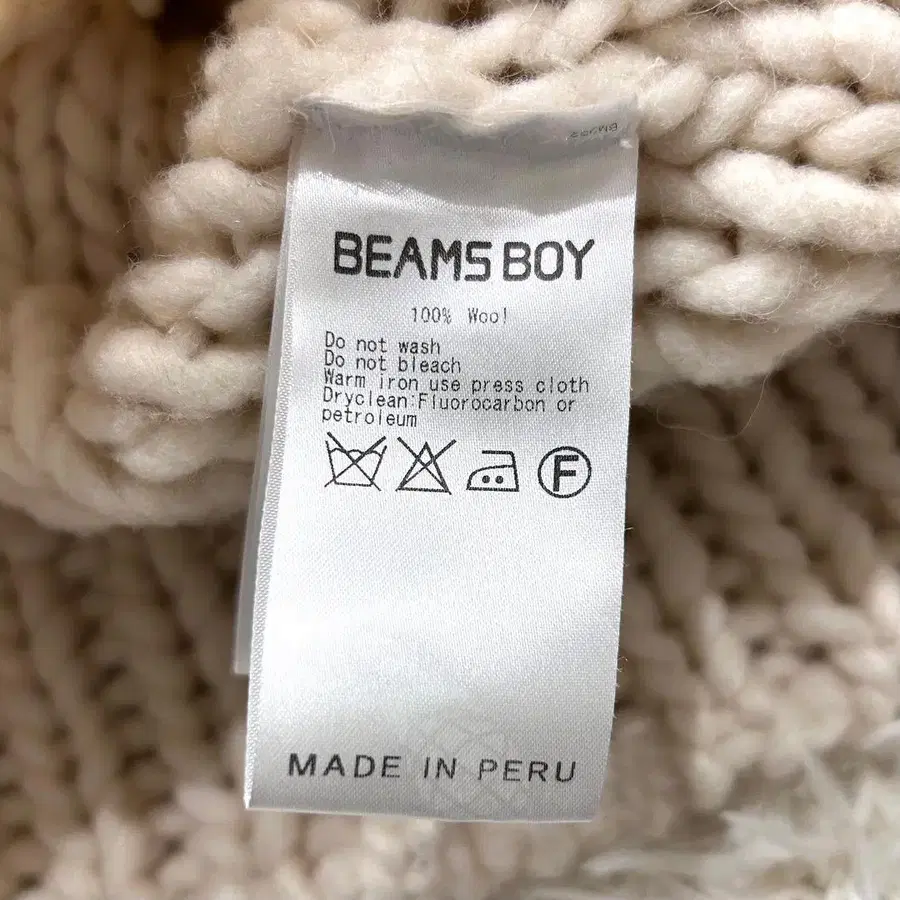 BEAMS BOY
100% Wool
Do not wash
Do not bleach
Warm iron use press cloth
Dryclean:Fluorocarbon or
petroleum
F
MADE IN PERU